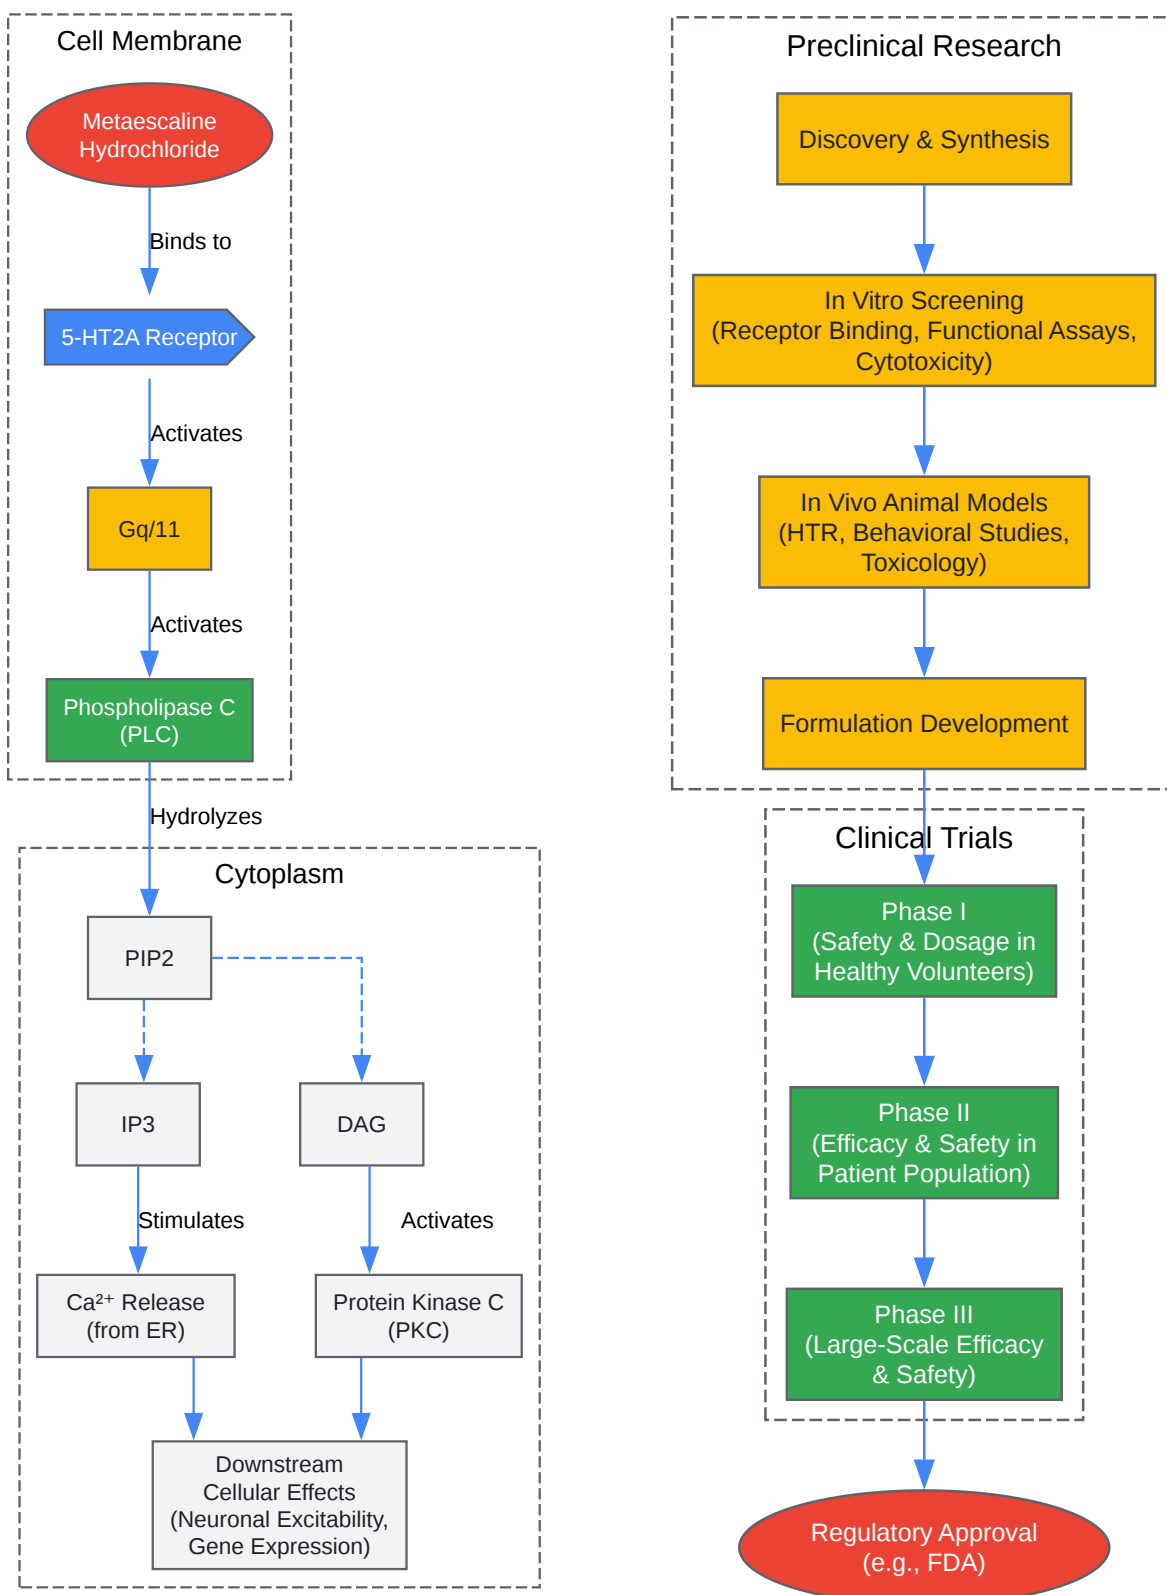 Cell Membrane
Metaescaline
Hydrochloride
Binds to
5-HT2A Receptor
Activates
Gq/11
Activates
Phospholipase C
(PLC)
Hydrolyzes
Cytoplasm
PIP2
IP3
DAG
Stimulates
Activates
Ca²⁺ Release
(from ER)
Protein Kinase C
(PKC)
Downstream
Cellular Effects
(Neuronal Excitability,
Gene Expression)
Preclinical Research
Discovery & Synthesis
In Vitro Screening
(Receptor Binding, Functional Assays,
Cytotoxicity)
In Vivo Animal Models
(HTR, Behavioral Studies,
Toxicology)
Formulation Development
Clinical Trials
Phase I
(Safety & Dosage in
Healthy Volunteers)
Phase II
(Efficacy & Safety in
Patient Population)
Phase III
(Large-Scale Efficacy
& Safety)
Regulatory Approval
(e.g., FDA)